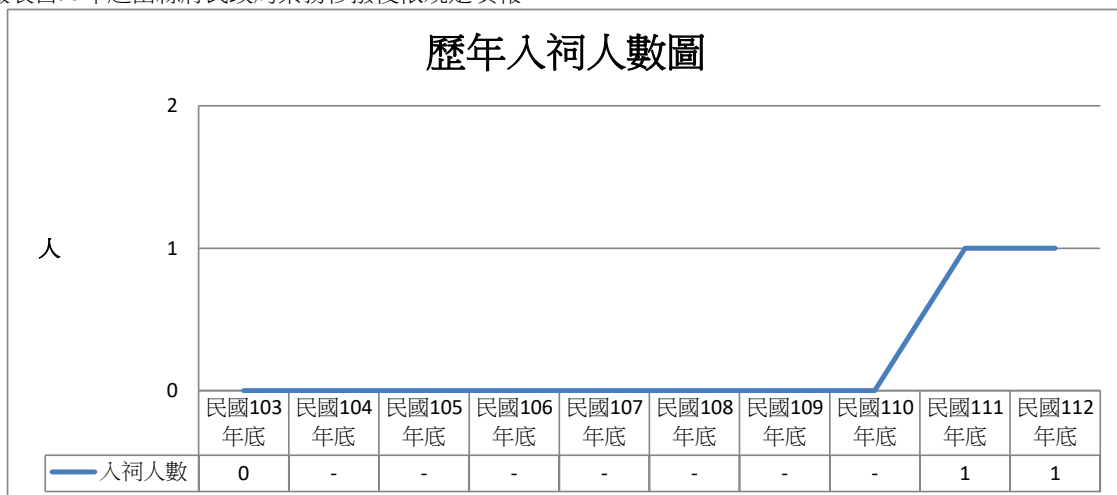 歷年入祠人數圖
2
人
1
0
民國103年底 民國104年底 民國105年底 民國106年底 民國107年底 民國108年底 民國109年底 民國110年底 民國111年底 民國112年底
入祠人數 0 - - - - - - - 1 1